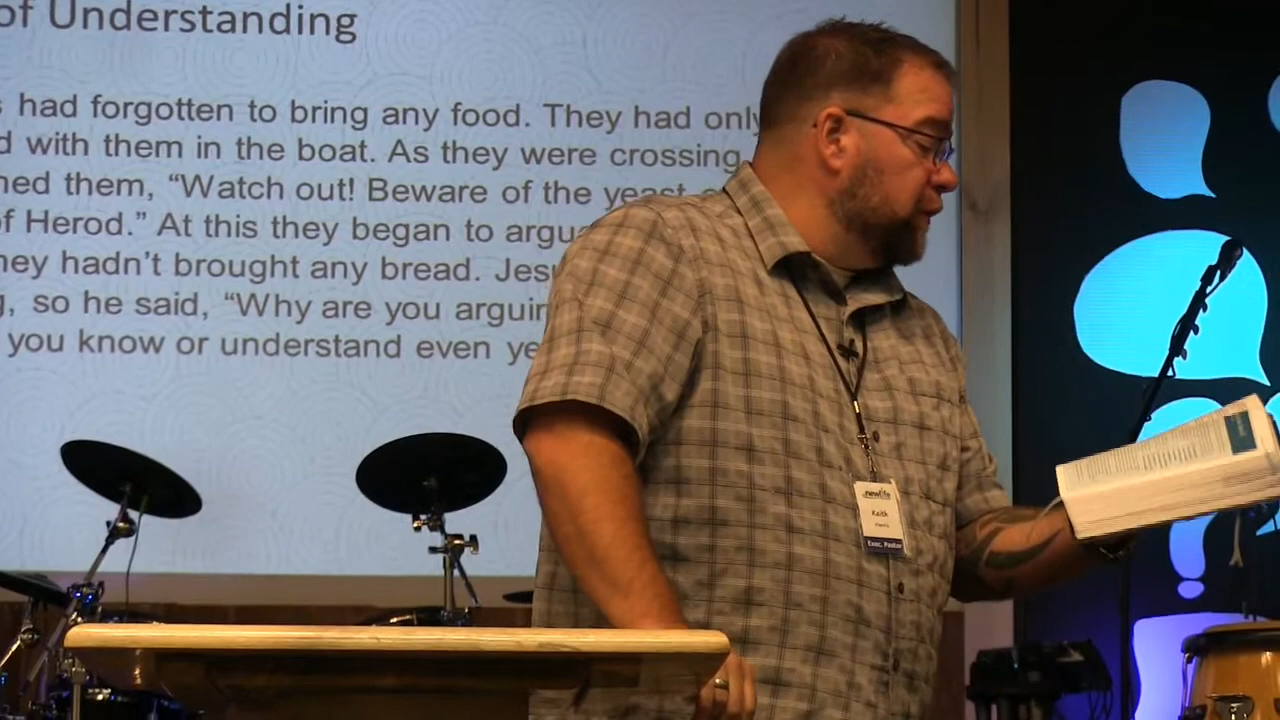 of Understanding
had forgotten to bring any food. They had only
with them in the boat. As they were crossing,
them, “Watch out! Beware of the yeast
of Herod.” At this they began to argu
hey hadn’t brought any bread. Jesu
so he said, “Why are you arguin
you know or understand even ye
newlife
Keith
Exec. Pastor